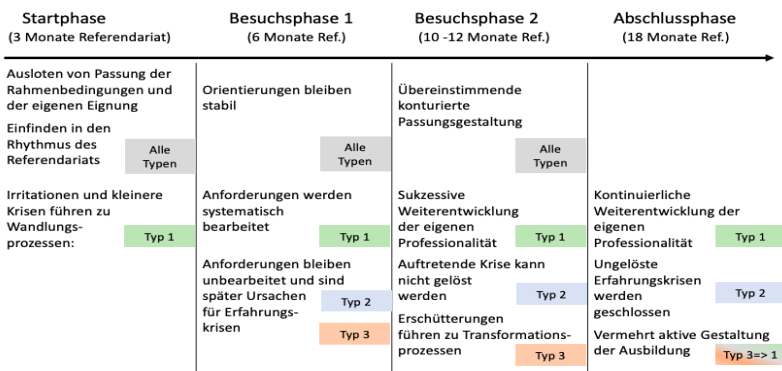 Startphase
(3 Monate Referendariat)
Besuchsphase 1
(6 Monate Ref.)
Besuchsphase 2
(10 -12 Monate Ref.)
Abschlussphase
(18 Monate Ref.)
Ausloten von Passung der
Rahmenbedingungen und
der eigenen Eignung
Einfinden in den
Rhythmus des
Referendariats
Alle
Typen
Irritationen und kleinere
Krisen führen zu
Wandlungs-
prozessen:
Typ 1
Orientierungen bleiben
stabil
Alle
Typen
Anforderungen werden
systematisch
bearbeitet
Typ 1
Anforderungen bleiben
unbearbeitet und sind
später Ursachen
für Erfahrungs-
krisen
Typ 2
Typ 3
Übereinstimmende
konturierte
Passungsgestaltung
Alle
Typen
Sukzessive
Weiterentwicklung
der eigenen
Professionalität
Typ 1
Auftretende Krise kann
nicht gelöst
werden
Typ 2
Erschütterungen
führen zu Transformations-
prozessen
Typ 3
Kontinuierliche
Weiterentwicklung der
eigenen
Professionalität
Typ 1
Ungelöste
Erfahrungskrisen
werden
geschlossen
Typ 2
Vermehrt aktive Gestaltung
der Ausbildung
Typ 3=> 1